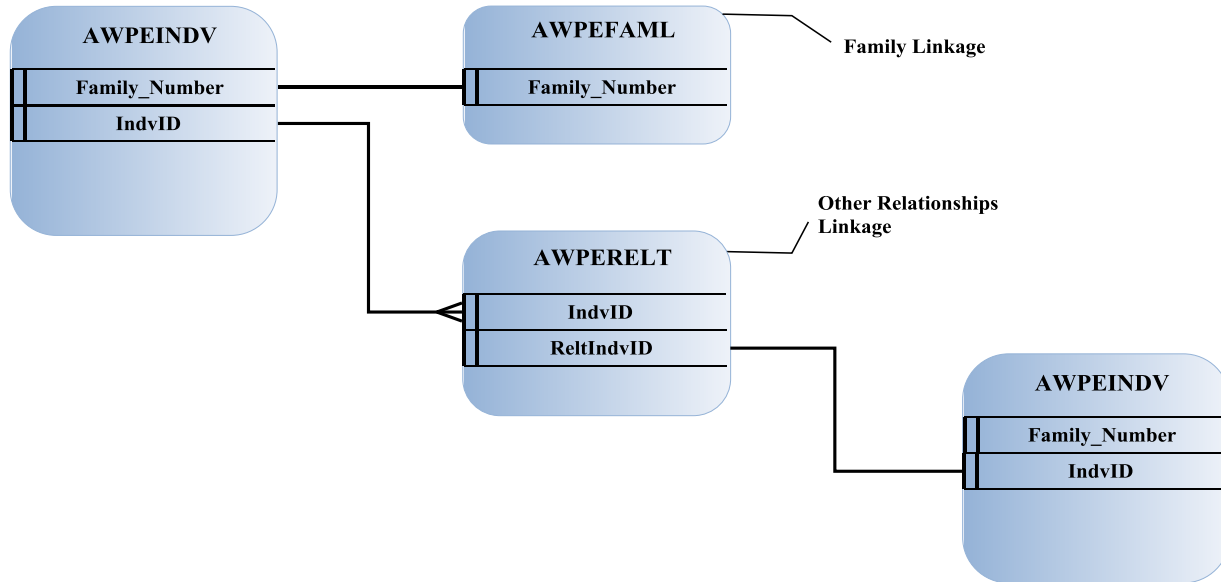 AWPEINDV
Family_Number
IndvID
AWPEFAML
Family_Number
Family Linkage
Other Relationships
Linkage
AWPERELT
IndvID
ReltIndvID
AWPEINDV
Family_Number
IndvID